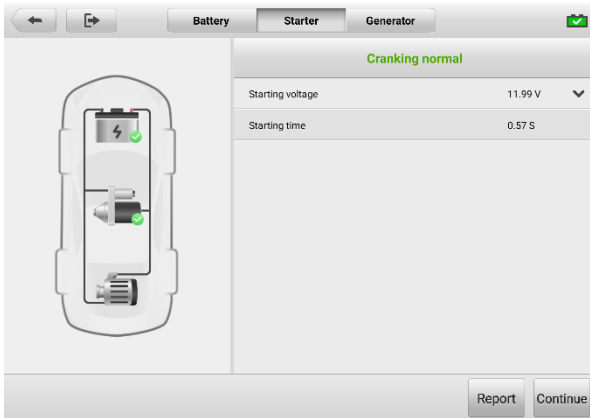 Battery Starter Generator
Cranking normal
Starting voltage 11.99 V
Starting time 0.57 S
Report Continue